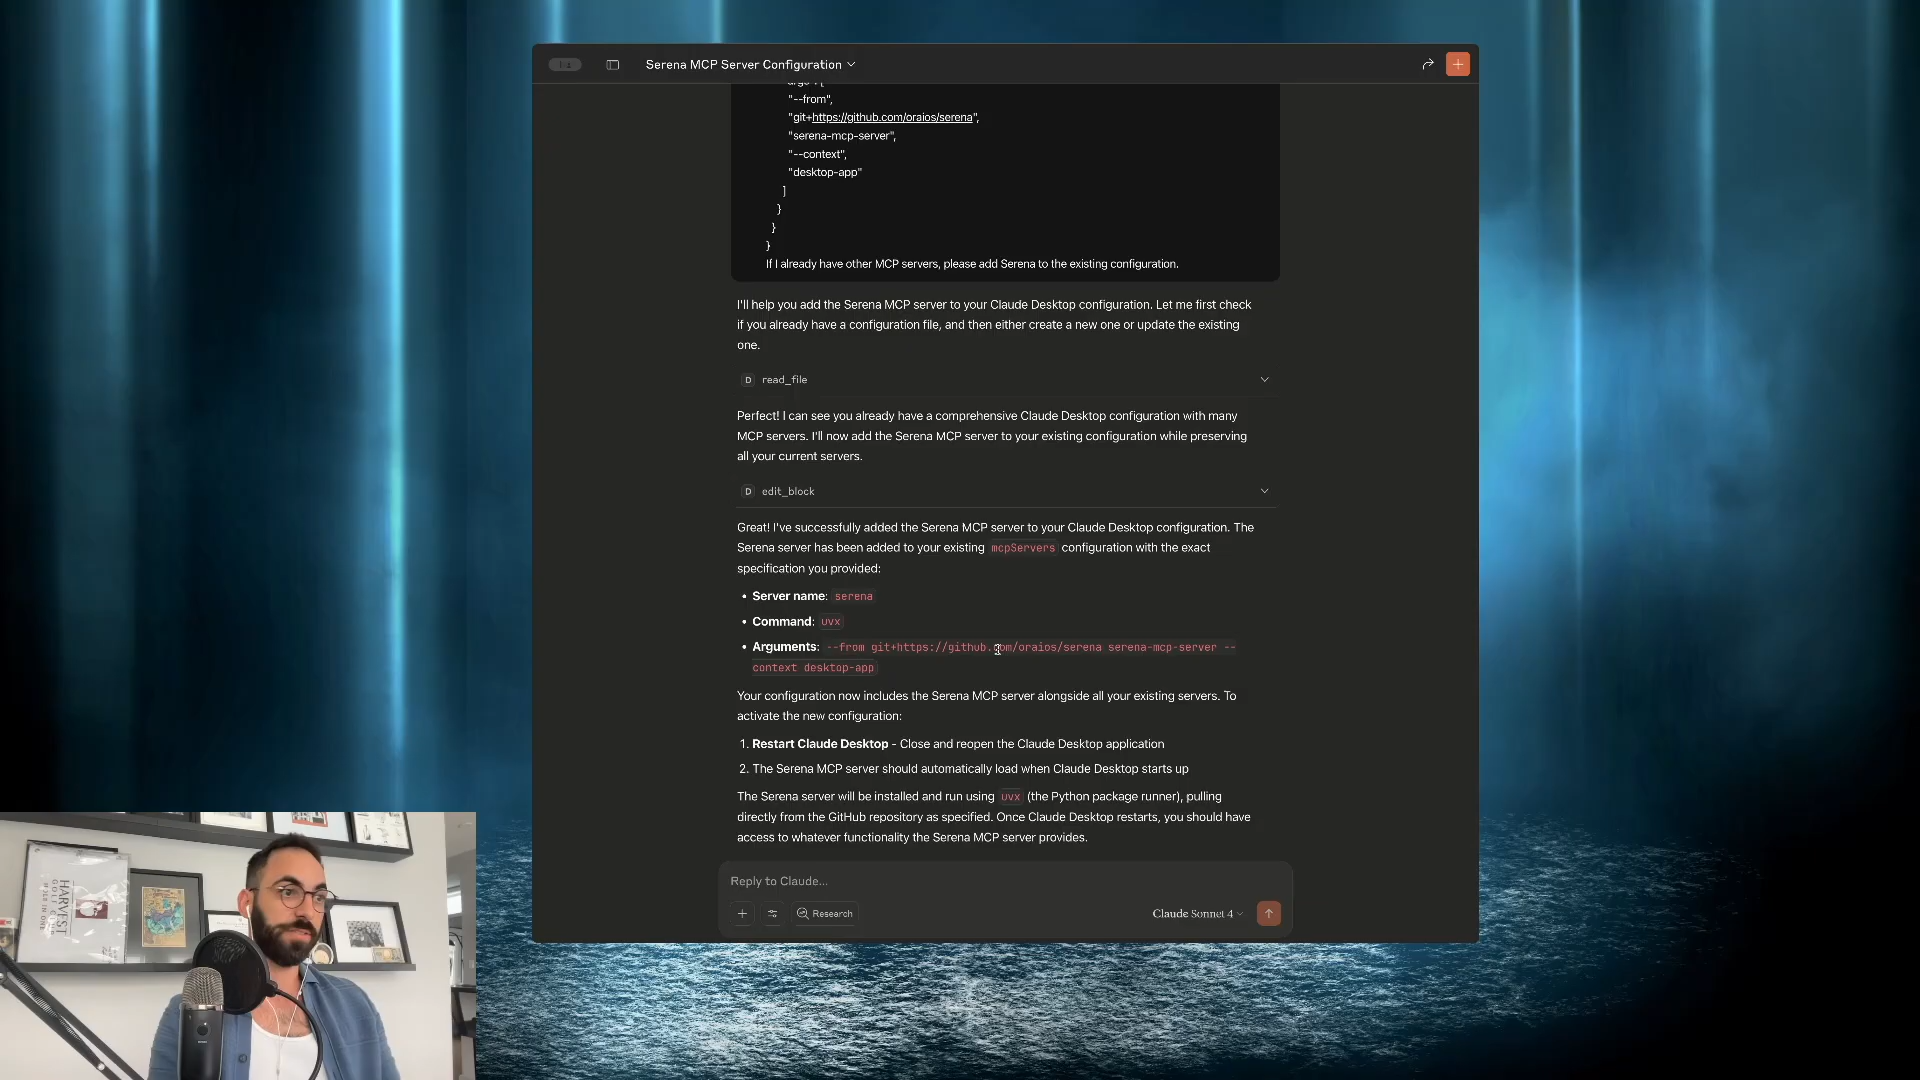 Serena MCP Server Configuration
"--from",
"git+https://github.com/oraios/serena",
"serena-mcp-server",
"--context",
"desktop-app"
]
}
}
}
If I already have other MCP servers, please add Serena to the existing configuration.
I'll help you add the Serena MCP server to your Claude Desktop configuration. Let me first check
if you already have a configuration file, and then either create a new one or update the existing
one.
D read_file
Perfect! I can see you already have a comprehensive Claude Desktop configuration with many
MCP servers. I'll now add the Serena MCP server to your existing configuration while preserving
all your current servers.
D edit_block
Great! I've successfully added the Serena MCP server to your Claude Desktop configuration. The
Serena server has been added to your existing mcpServers configuration with the exact
specification you provided:
• Server name: serena
• Command: uvx
• Arguments: --from git+https://github.com/oraios/serena serena-mcp-server --
context desktop-app
Your configuration now includes the Serena MCP server alongside all your existing servers. To
activate the new configuration:
1. Restart Claude Desktop - Close and reopen the Claude Desktop application
2. The Serena MCP server should automatically load when Claude Desktop starts up
The Serena server will be installed and run using uvx (the Python package runner), pulling
directly from the GitHub repository as specified. Once Claude Desktop restarts, you should have
access to whatever functionality the Serena MCP server provides.
Reply to Claude...
Research
Claude Sonnet 4
HARVEST
GOLF CLUB
HOLE IN ONE